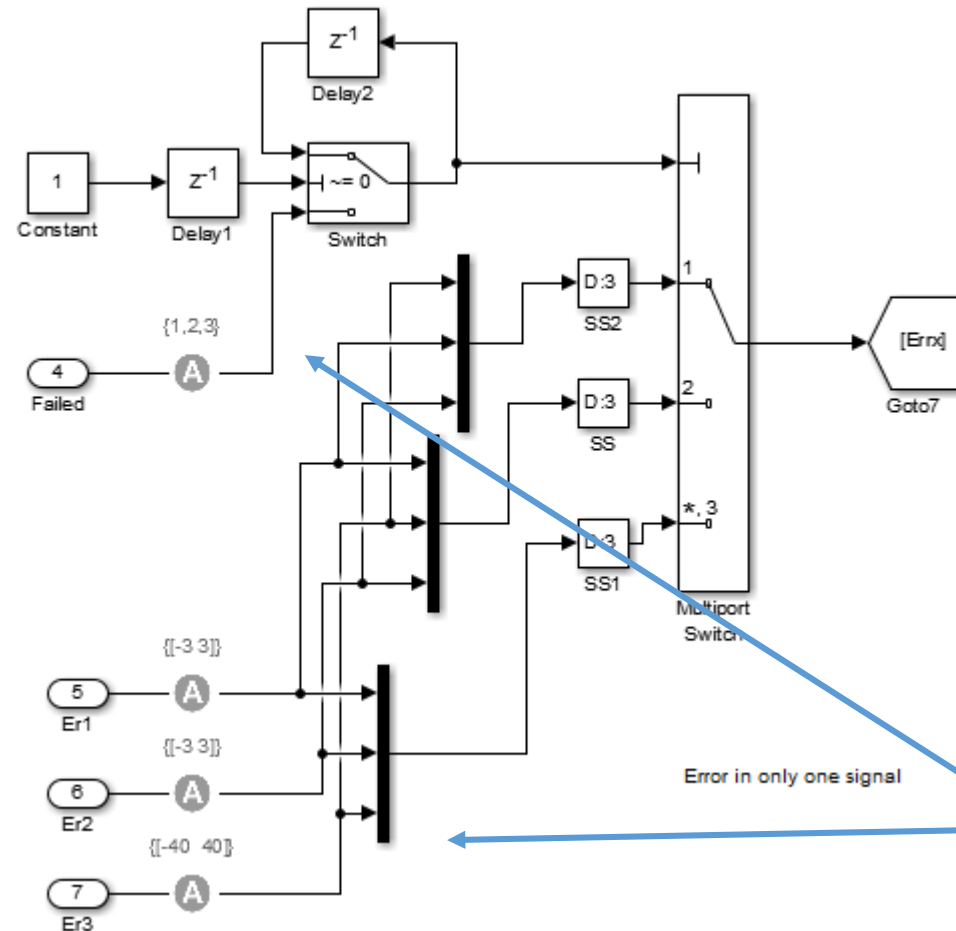 z-1
Delay2
1
Constant
z-1
Delay1
~= 0
Switch
{1,2,3}
4
A
Failed
D:3
SS2
1
D:3
SS
2
D:3
SS1
*, 3
Multiport
Switch
[Errx]
Goto7
{[-3 3]}
5
A
Er1
{[-3 3]}
6
A
Er2
{[-40 40]}
7
A
Er3
Error in only one signal